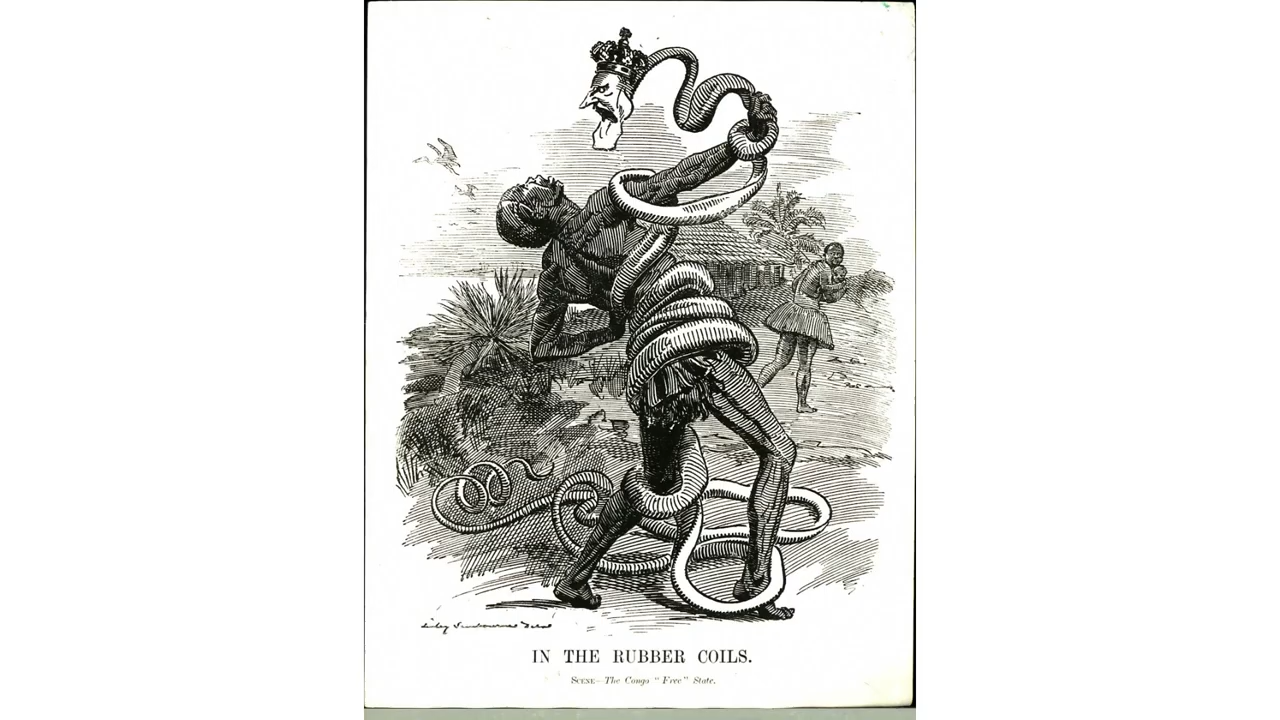 IN THE RUBBER COILS.
SCENE—The Congo "Free" State.